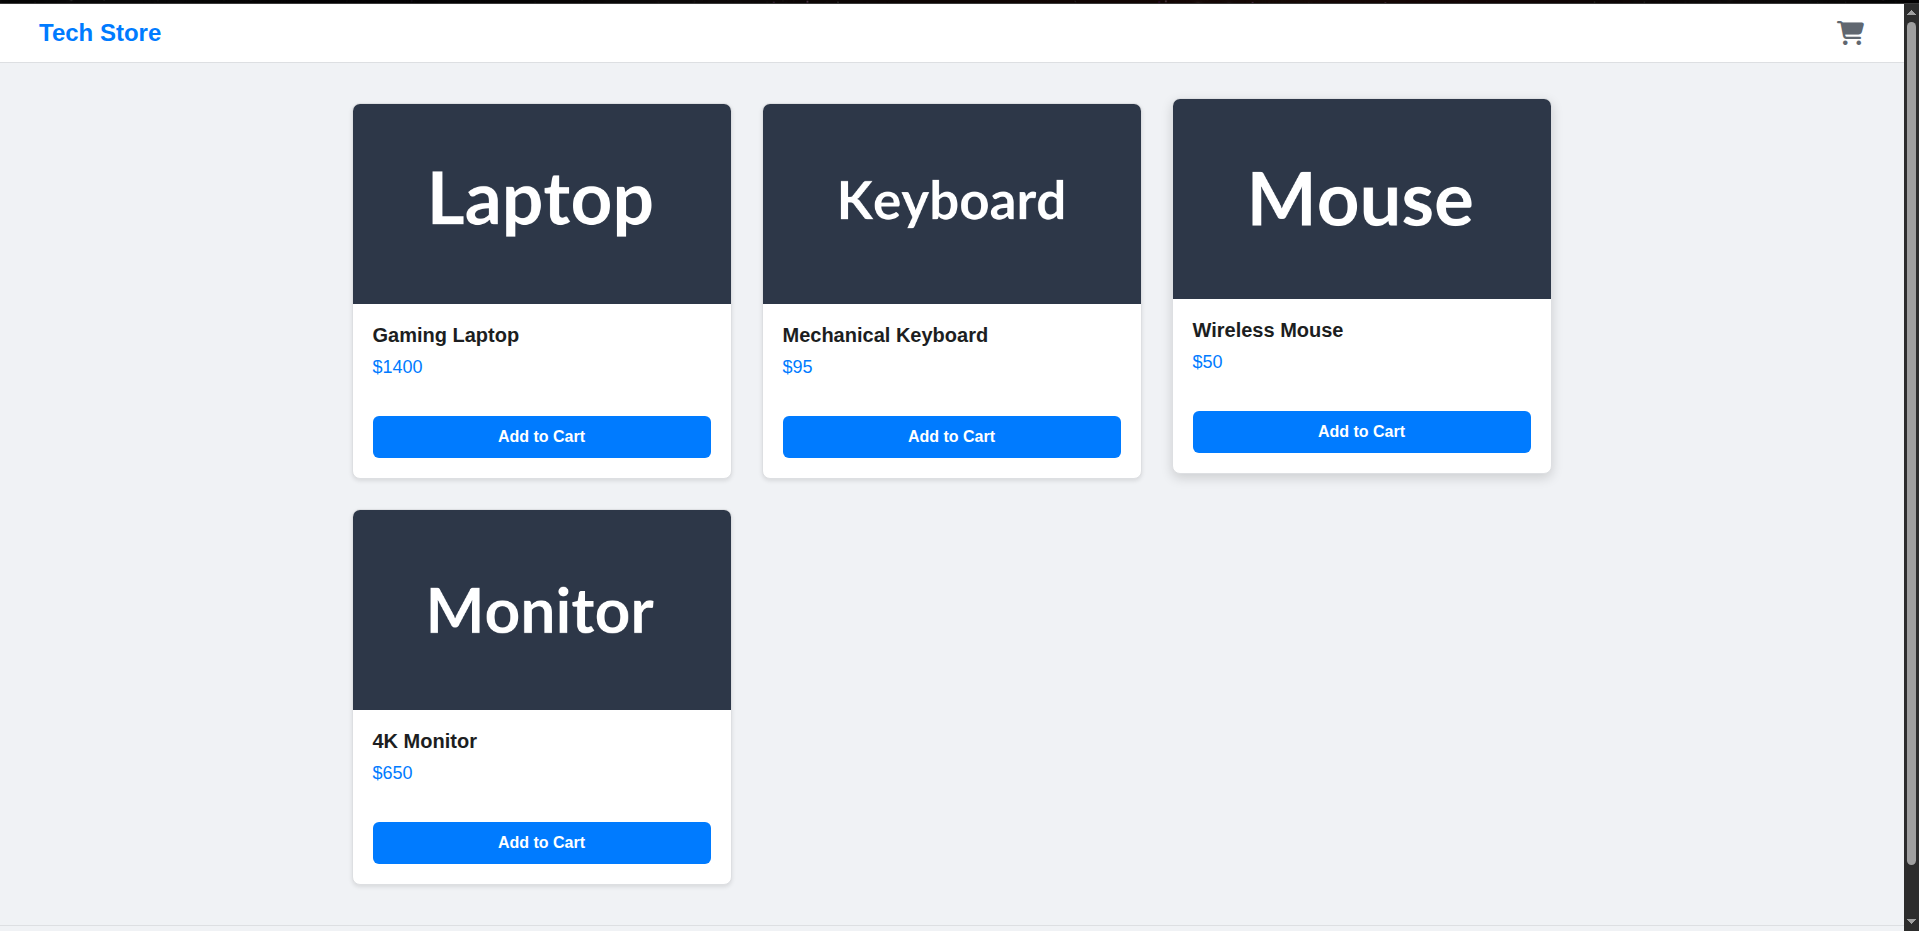 Tech Store
Laptop
Gaming Laptop
$1400
Add to Cart
Keyboard
Mechanical Keyboard
$95
Add to Cart
Mouse
Wireless Mouse
$50
Add to Cart
Monitor
4K Monitor
$650
Add to Cart